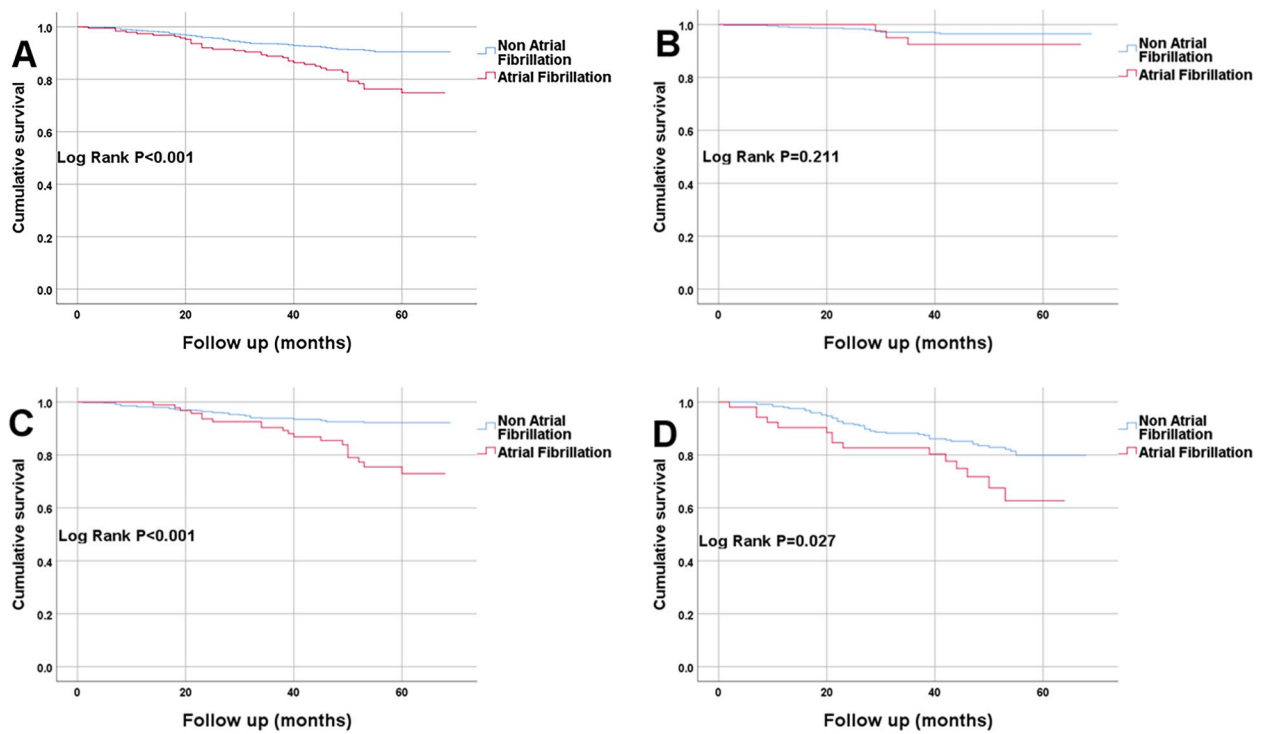 A
1.0
0.8
0.6
0.4
0.2
0.0
Cumulative survival
Log Rank P<0.001
0 20 40 60
Follow up (months)
Non Atrial
Fibrillation
Atrial Fibrillation
B
1.0
0.8
0.6
0.4
0.2
0.0
Cumulative survival
Log Rank P=0.211
0 20 40 60
Follow up (months)
Non Atrial
Fibrillation
Atrial Fibrillation
C
1.0
0.8
0.6
0.4
0.2
0.0
Cumulative survival
Log Rank P<0.001
0 20 40 60
Follow up (months)
Non Atrial
Fibrillation
Atrial Fibrillation
D
1.0
0.8
0.6
0.4
0.2
0.0
Cumulative survival
Log Rank P=0.027
0 20 40 60
Follow up (months)
Non Atrial
Fibrillation
Atrial Fibrillation